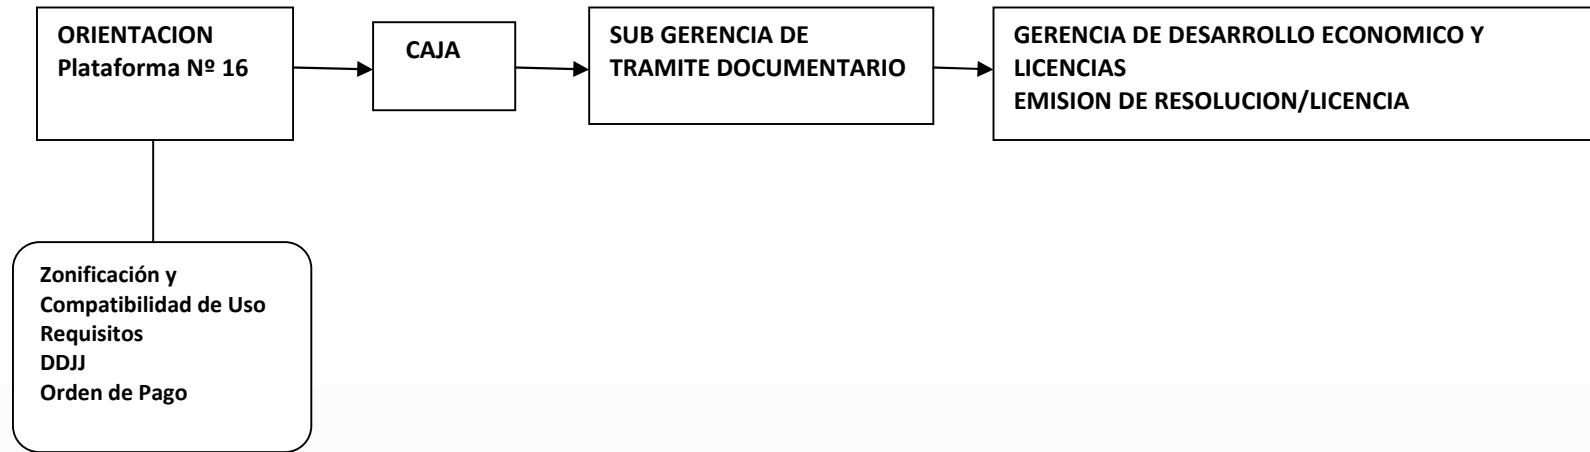 ORIENTACION
Plataforma Nº 16
CAJA
SUB GERENCIA DE
TRAMITE DOCUMENTARIO
GERENCIA DE DESARROLLO ECONOMICO Y
LICENCIAS
EMISION DE RESOLUCION/LICENCIA
Zonificación y
Compatibilidad de Uso
Requisitos
DDJJ
Orden de Pago